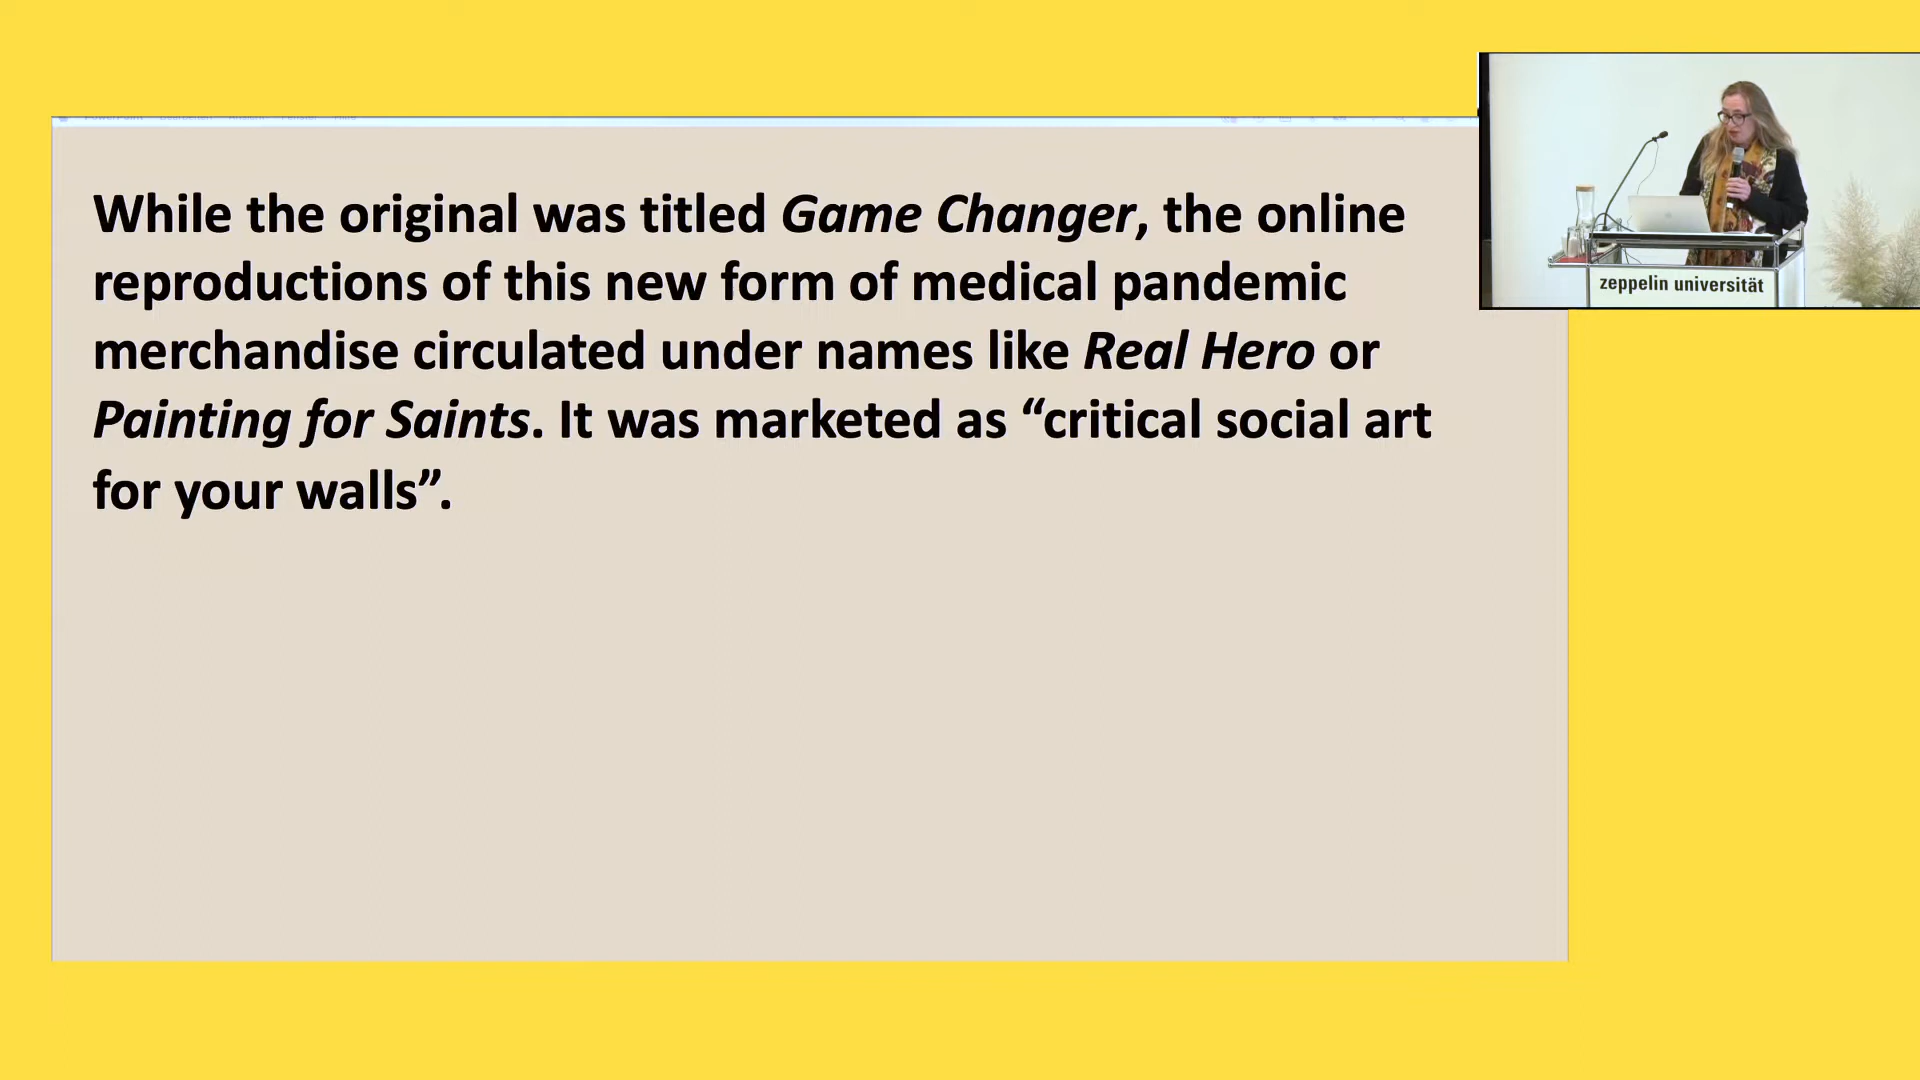 While the original was titled Game Changer, the online
reproductions of this new form of medical pandemic
merchandise circulated under names like Real Hero or
Painting for Saints. It was marketed as “critical social art
for your walls”.
zeppelin universität